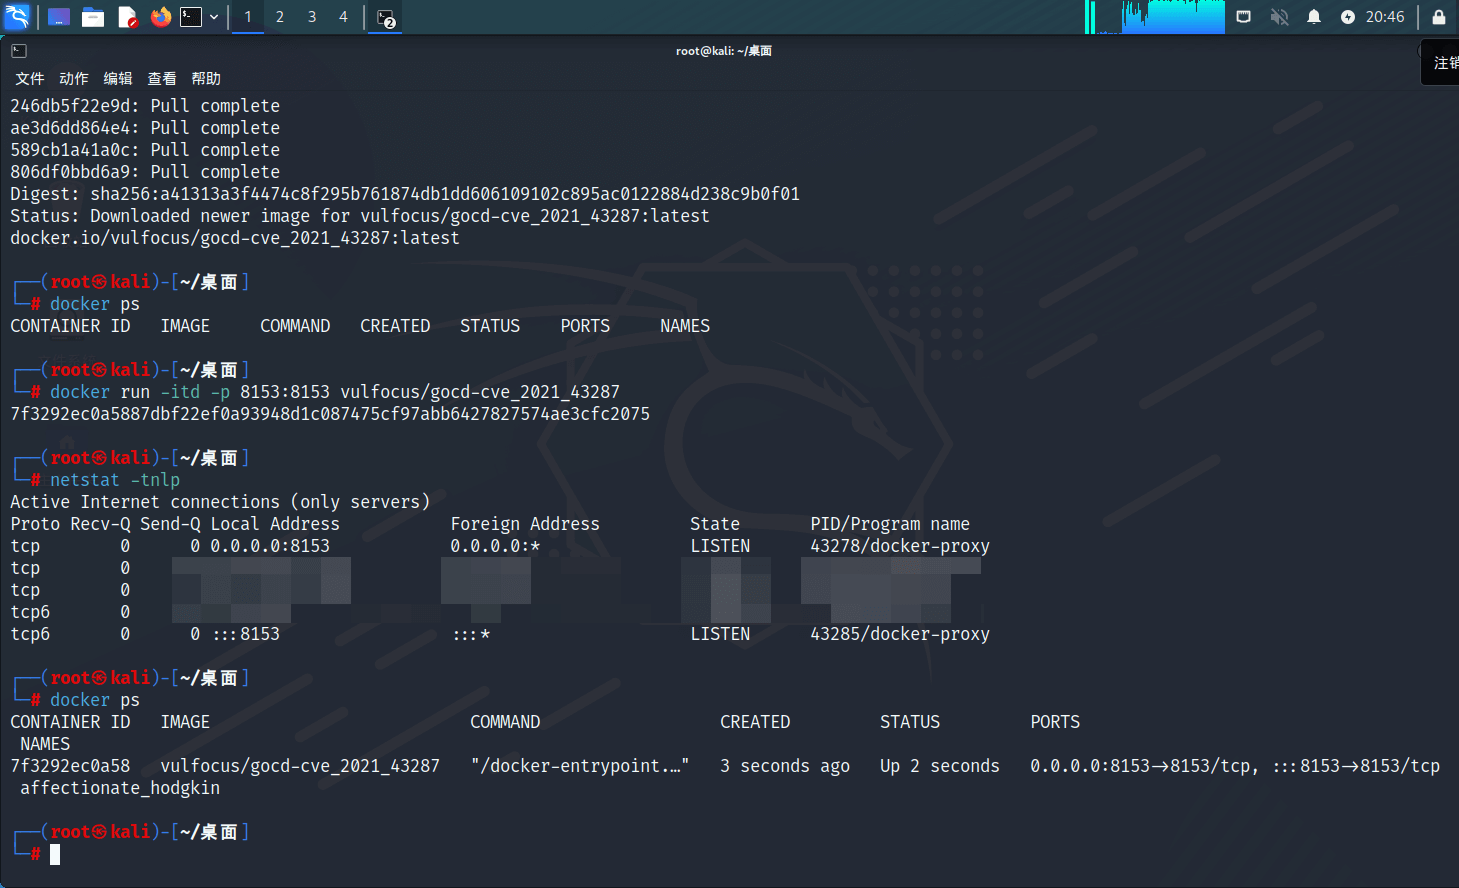 1 2 3 4 2 20:46
root@kali: ~/桌面
注销
文件 动作 编辑 查看 帮助
246db5f22e9d: Pull complete
ae3d6dd864e4: Pull complete
589cb1a41a0c: Pull complete
806df0bbd6a9: Pull complete
Digest: sha256:a41313a3f4474c8f295b761874db1dd606109102c895ac0122884d238c9b0f01
Status: Downloaded newer image for vulfocus/gocd-cve_2021_43287:latest
docker.io/vulfocus/gocd-cve_2021_43287:latest
┌──(root㉿kali)-[~/桌面]
└─# docker ps
CONTAINER ID   IMAGE     COMMAND   CREATED   STATUS    PORTS     NAMES
┌──(root㉿kali)-[~/桌面]
└─# docker run -itd -p 8153:8153 vulfocus/gocd-cve_2021_43287
7f3292ec0a5887dbf22ef0a93948d1c087475cf97abb6427827574ae3cfc2075
┌──(root㉿kali)-[~/桌面]
└─# netstat -tnlp
Active Internet connections (only servers)
Proto Recv-Q Send-Q Local Address           Foreign Address         State       PID/Program name
tcp        0      0 0.0.0.0:8153            0.0.0.0:*               LISTEN      43278/docker-proxy
tcp        0
tcp        0
tcp6       0
tcp6       0      0 :::8153                 :::*                    LISTEN      43285/docker-proxy
┌──(root㉿kali)-[~/桌面]
└─# docker ps
CONTAINER ID   IMAGE                          COMMAND                  CREATED         STATUS         PORTS
NAMES
7f3292ec0a58   vulfocus/gocd-cve_2021_43287   "/docker-entrypoint.…"   3 seconds ago   Up 2 seconds   0.0.0.0:8153->8153/tcp, :::8153->8153/tcp
affectionate_hodgkin
┌──(root㉿kali)-[~/桌面]
└─#